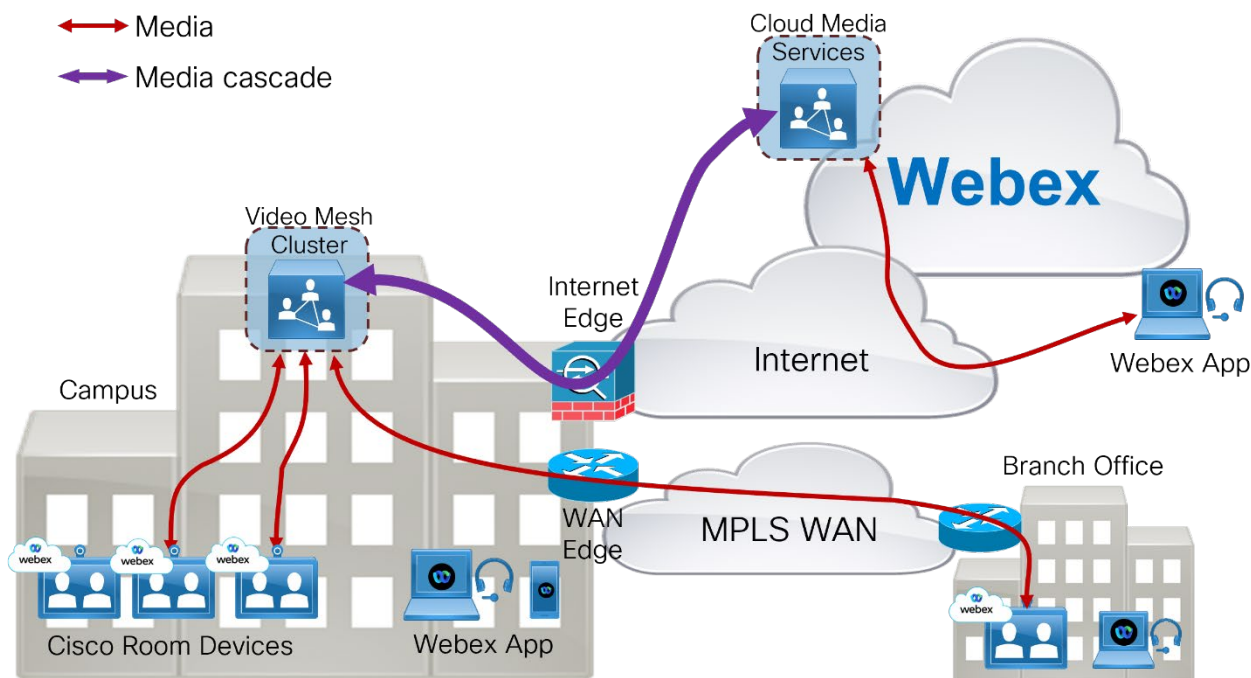 Media
Media cascade
Cloud Media
Services
Webex
Video Mesh
Cluster
Internet
Edge
Internet
Webex App
Campus
Branch Office
WAN
Edge
MPLS WAN
webex
webex
webex
webex
Cisco Room Devices
Webex App